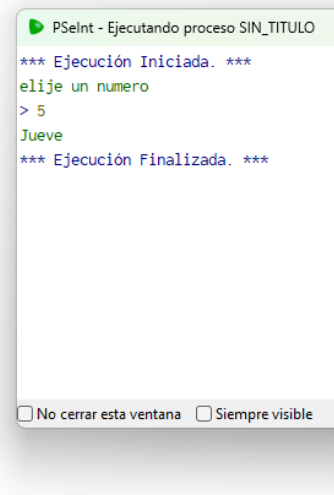 PSeInt - Ejecutando proceso SIN_TITULO
*** Ejecución Iniciada. ***
elije un numero
> 5
Jueve
*** Ejecución Finalizada. ***
No cerrar esta ventana Siempre visible